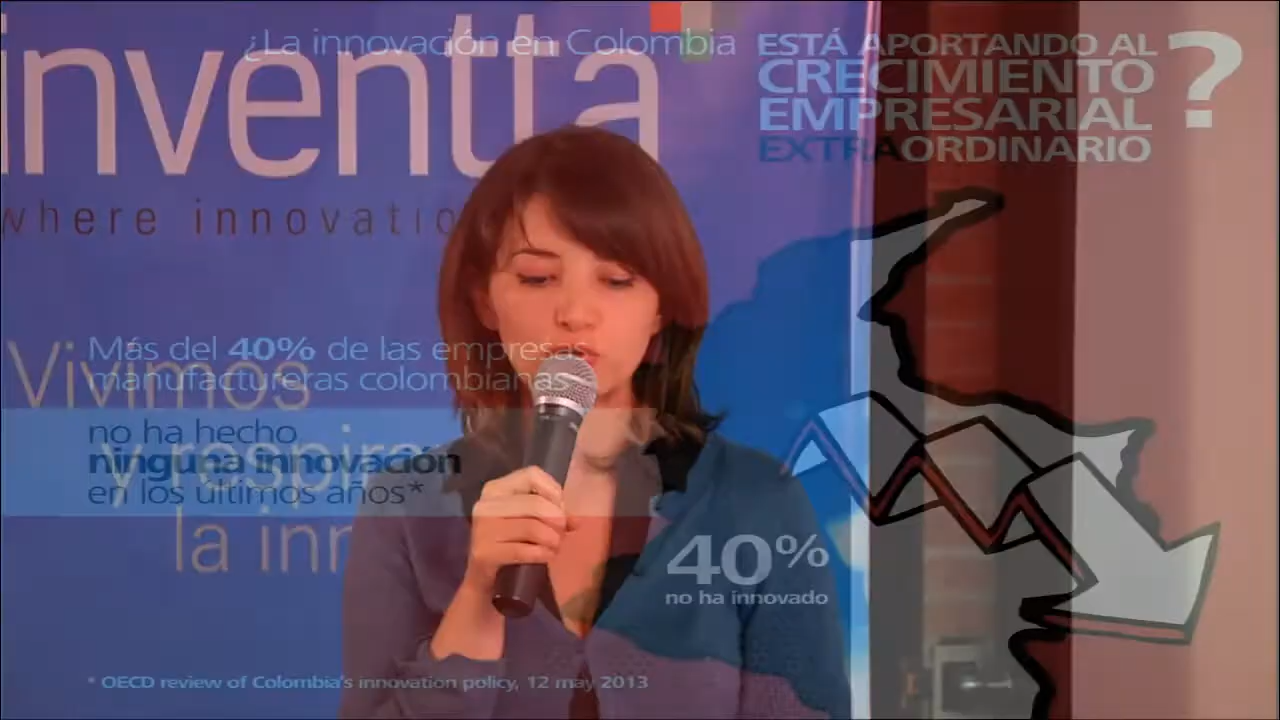 inventta
where innovatio
¿La innovación en Colombia
ESTÁ APORTANDO AL
CRECIMIENTO
EMPRESARIAL
EXTRAORDINARIO
?
Vivimos
y respira
la inn
Más del 40% de las empresas
manufactureras colombianas
no ha hecho
ninguna innovación
en los últimos años*
40%
no ha innovado
* OECD review of Colombia's innovation policy, 12 may 2013